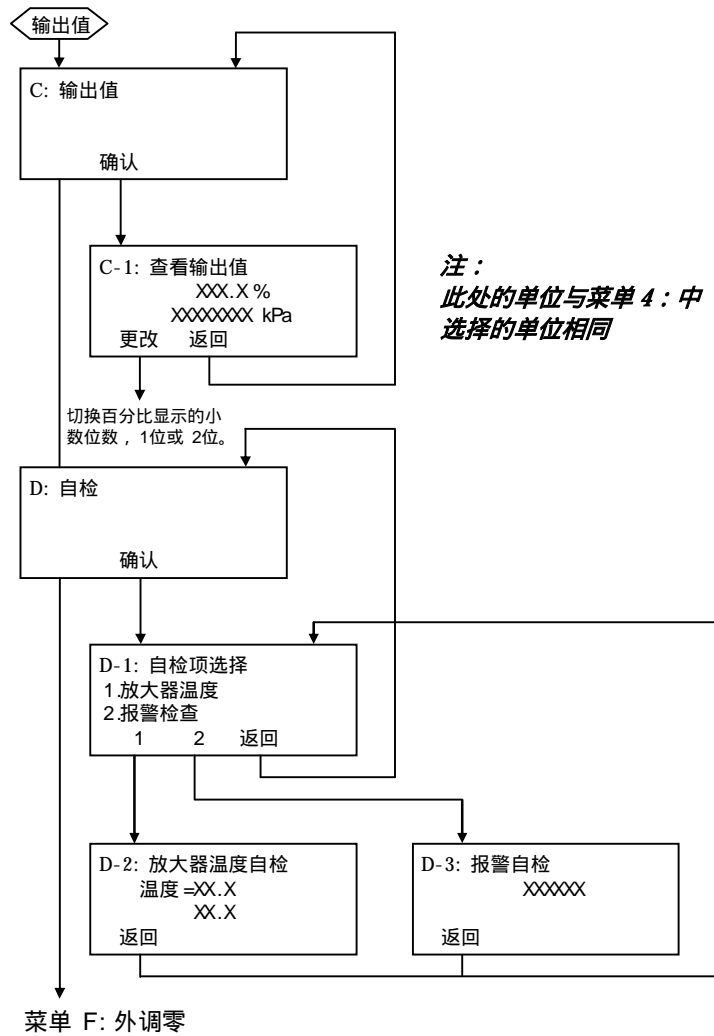 输出值
C: 输出值
确认
C-1: 查看输出值
XXX.X %
XXXXXXXX kPa
更改 返回
注：
此处的单位与菜单 4：中
选择的单位相同
切换百分比显示的小
数位数，1位或 2位。
D: 自检
确认
D-1: 自检项选择
1.放大器温度
2.报警检查
1 2 返回
D-2: 放大器温度自检
温度=XX.X
XX.X
返回
D-3: 报警自检
XXXXXX
返回
菜单 F: 外调零